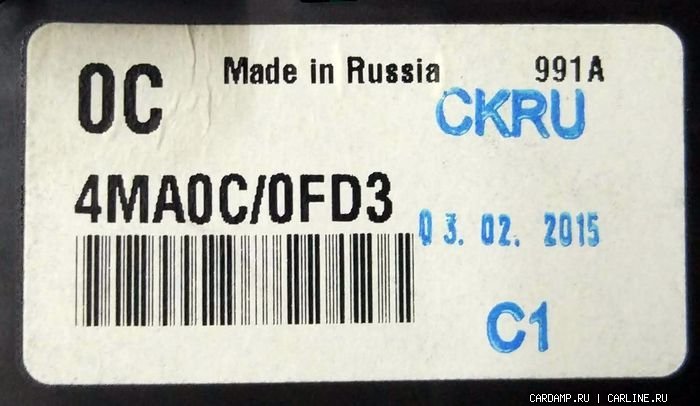 0C
Made in Russia
991A
CKRU
4MA0C/0FD3
03. 02. 2015
C1
CARDAMP.RU | CARLINE.RU